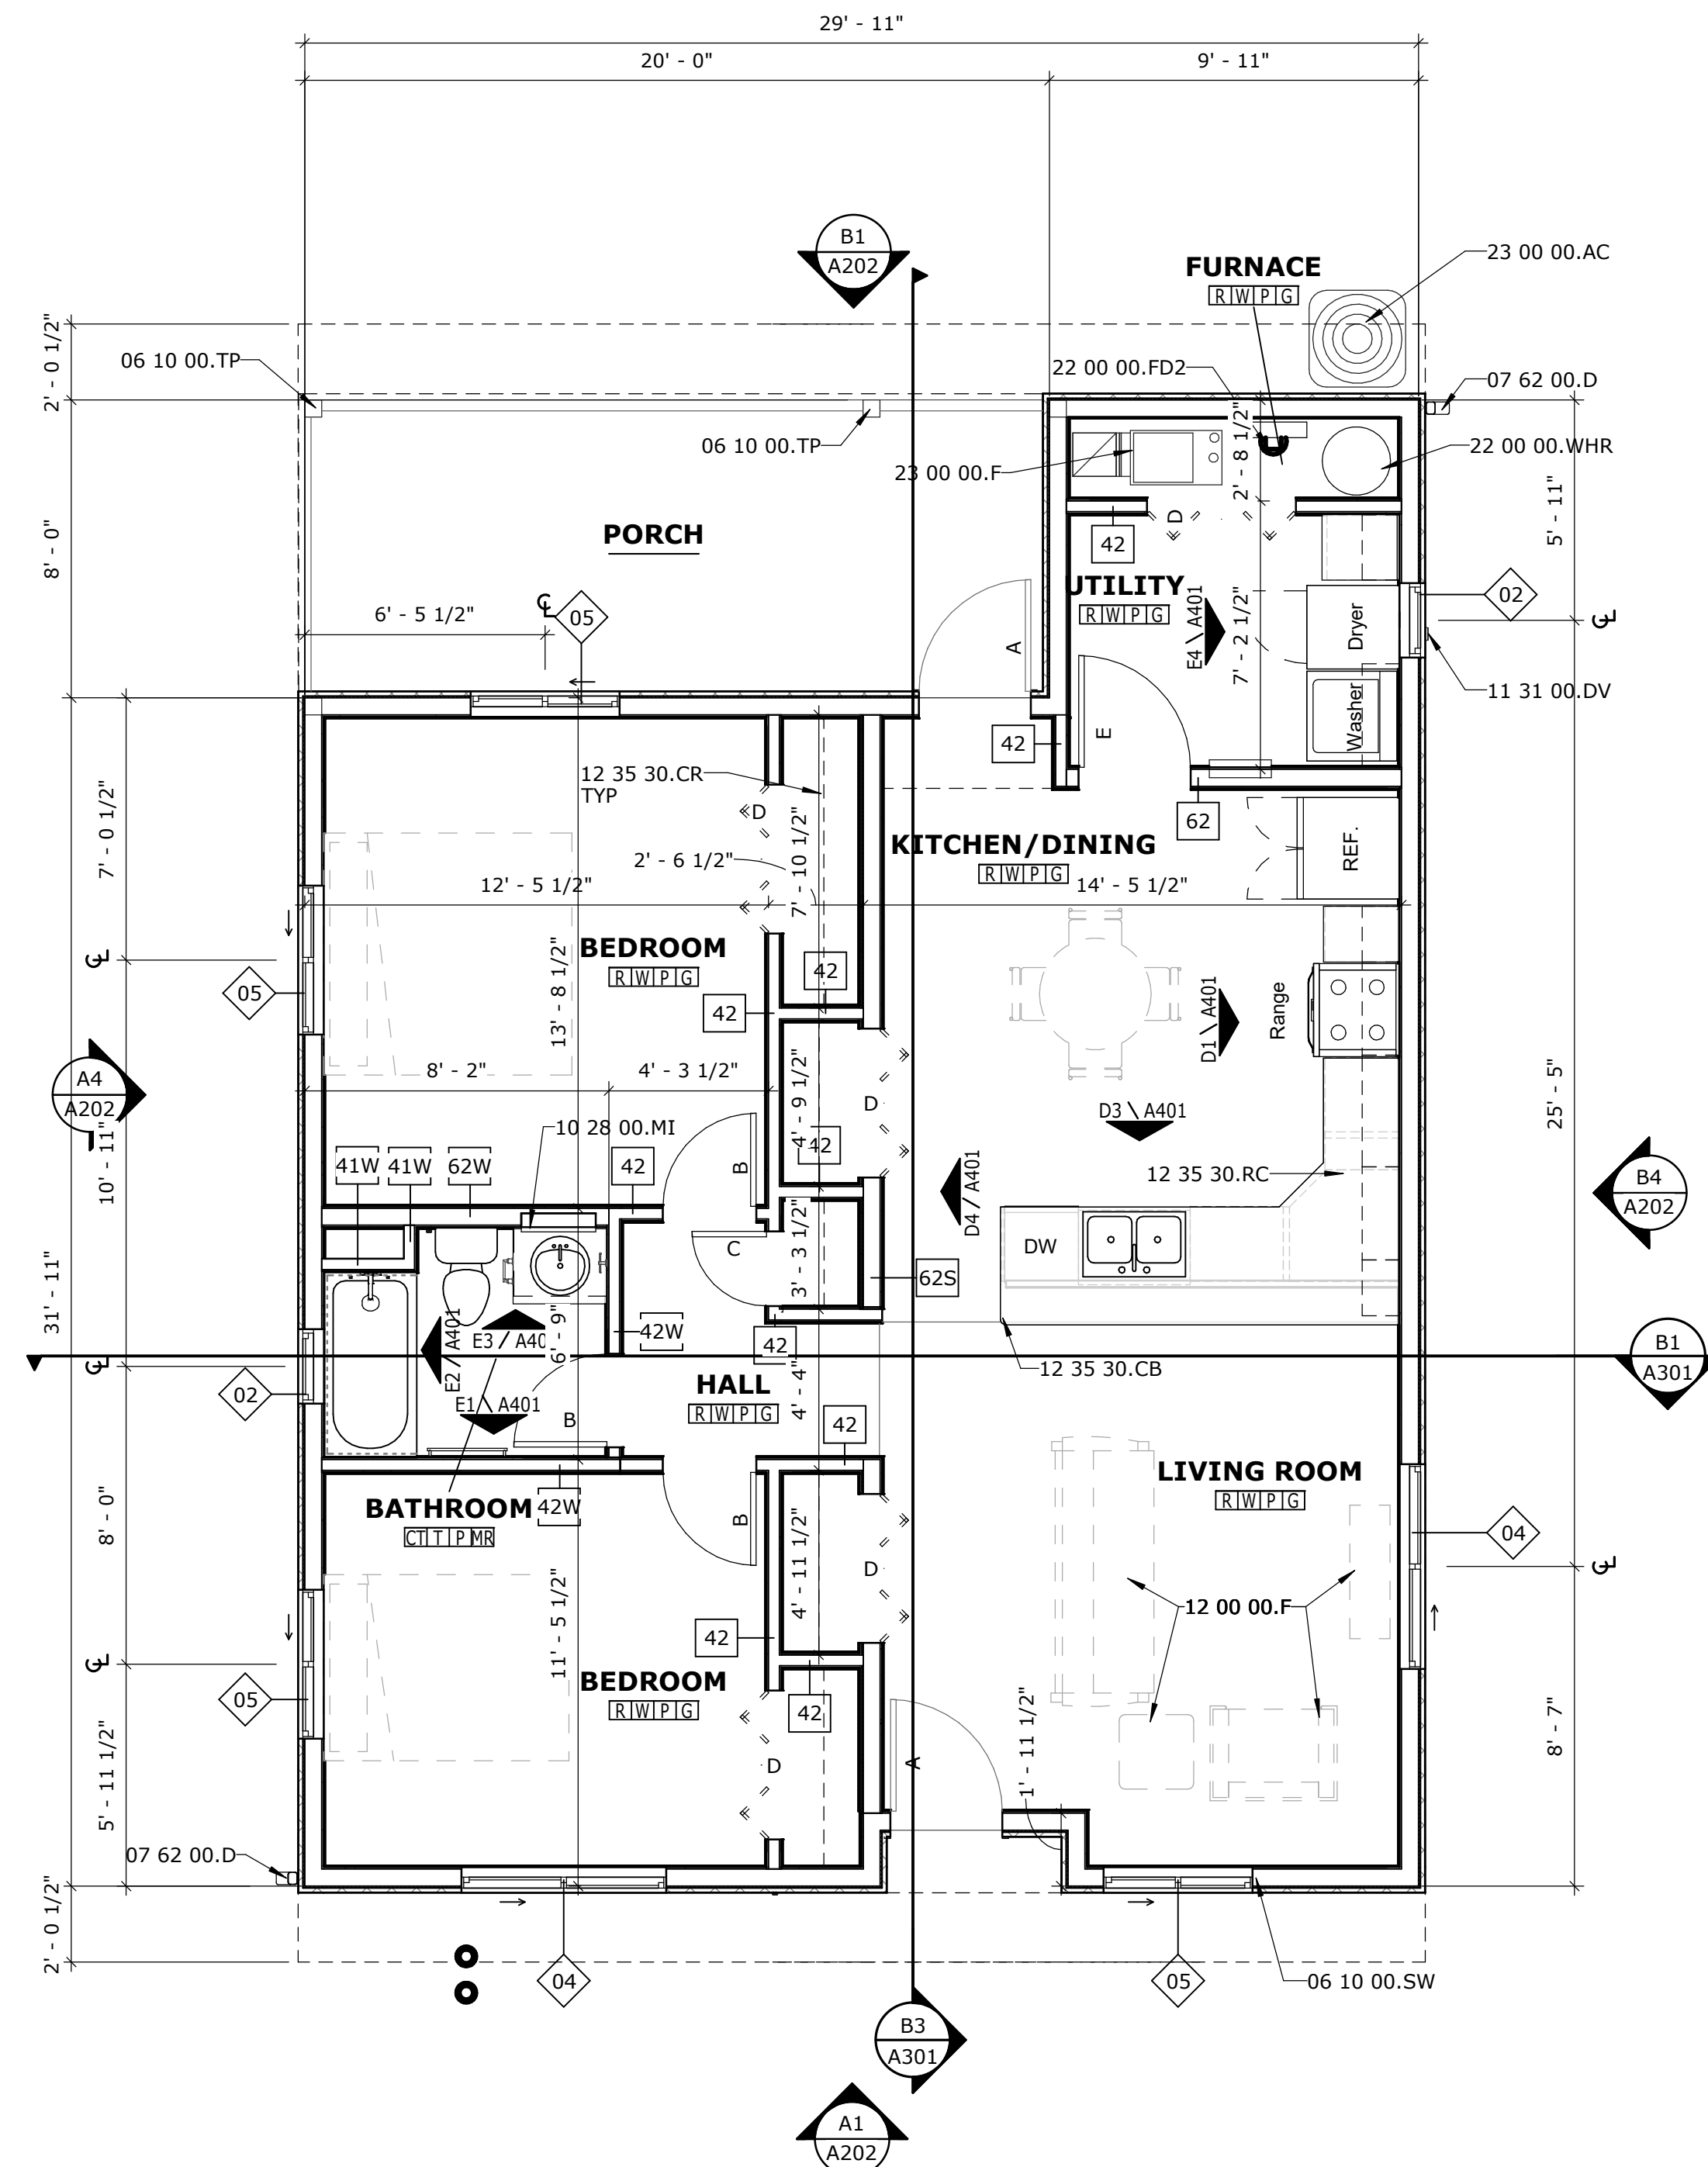 29' - 11"
20' - 0"
9' - 11"
B1
A202
FURNACE
R W P G
23 00 00.AC
2' - 0 1/2"
06 10 00.TP
22 00 00.FD2
07 62 00.D
06 10 00.TP
23 00 00.F
2' - 8 1/2"
22 00 00.WHR
5' - 11"
8' - 0"
PORCH
42
D
UTILITY
R W P G
E4 \ A401
7' - 2 1/2"
Dryer
02
6' - 5 1/2"
05
A
11 31 00.DV
Washer
42
E
12 35 30.CR
TYP
D
62
7' - 0 1/2"
KITCHEN/DINING
R W P G
REF.
2' - 6 1/2"
7' - 10 1/2"
12' - 5 1/2"
14' - 5 1/2"
BEDROOM
R W P G
42
05
42
13' - 8 1/2"
D1 \ A401
Range
A4
A202
8' - 2"
4' - 3 1/2"
4' - 9 1/2"
D
D3 \ A401
25' - 5"
10' - 11"
10 28 00.MI
42
41W
41W
62W
42
B
12 35 30.RC
B4
A202
D4 / A401
C
3' - 3 1/2"
DW
62S
31' - 11"
E3 / A40
E2 / A401
6' - 9"
42W
42
B1
A301
12 35 30.CB
02
HALL
R W P G
4' - 4"
E1 \ A401
B
42
LIVING ROOM
R W P G
BATHROOM
CT T P MR
42W
B
8' - 0"
4' - 11 1/2"
04
D
11' - 5 1/2"
12 00 00.F
42
BEDROOM
R W P G
05
42
1' - 11 1/2"
8' - 7"
5' - 11 1/2"
D
A
07 62 00.D
2' - 0 1/2"
04
05
06 10 00.SW
B3
A301
A1
A202